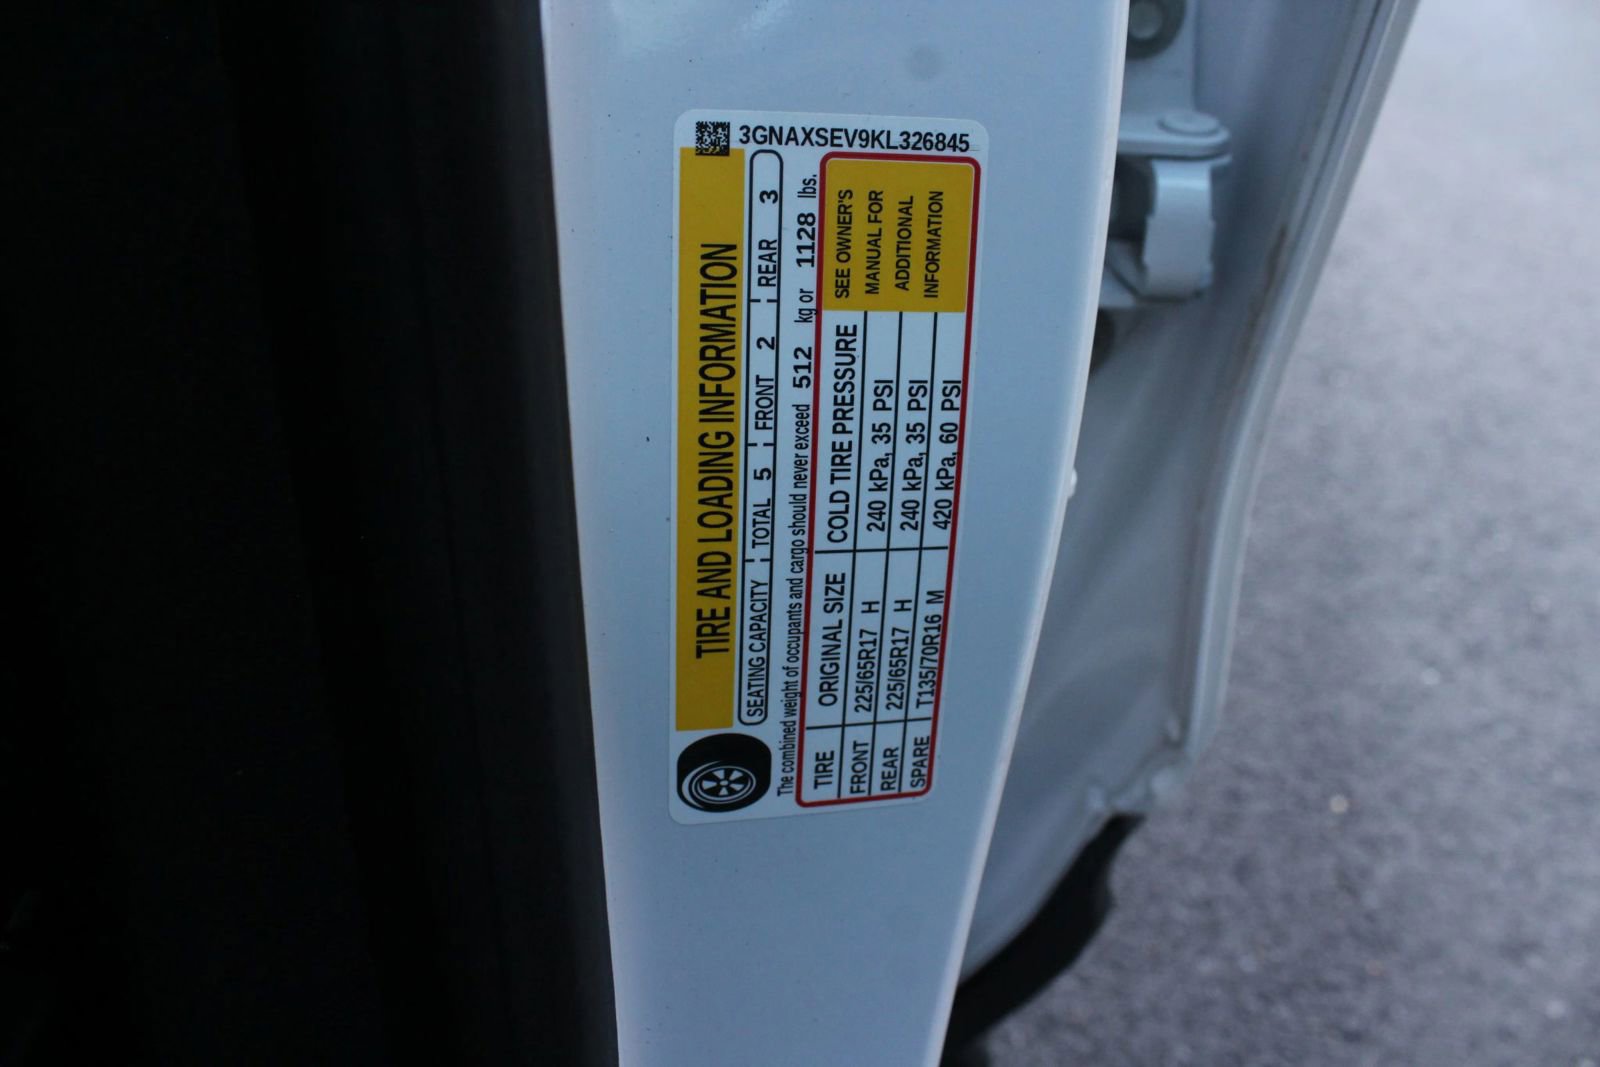 3GNAXSEV9KL326845
TIRE AND LOADING INFORMATION
SEATING CAPACITY TOTAL 5 FRONT 2 REAR 3
The combined weight of occupants and cargo should never exceed 512 kg or 1128 lbs.
TIRE ORIGINAL SIZE COLD TIRE PRESSURE
FRONT 225/65R17 H 240 kPa, 35 PSI
REAR 225/65R17 H 240 kPa, 35 PSI
SPARE T135/70R16 M 420 kPa, 60 PSI
SEE OWNER'S
MANUAL FOR
ADDITIONAL
INFORMATION